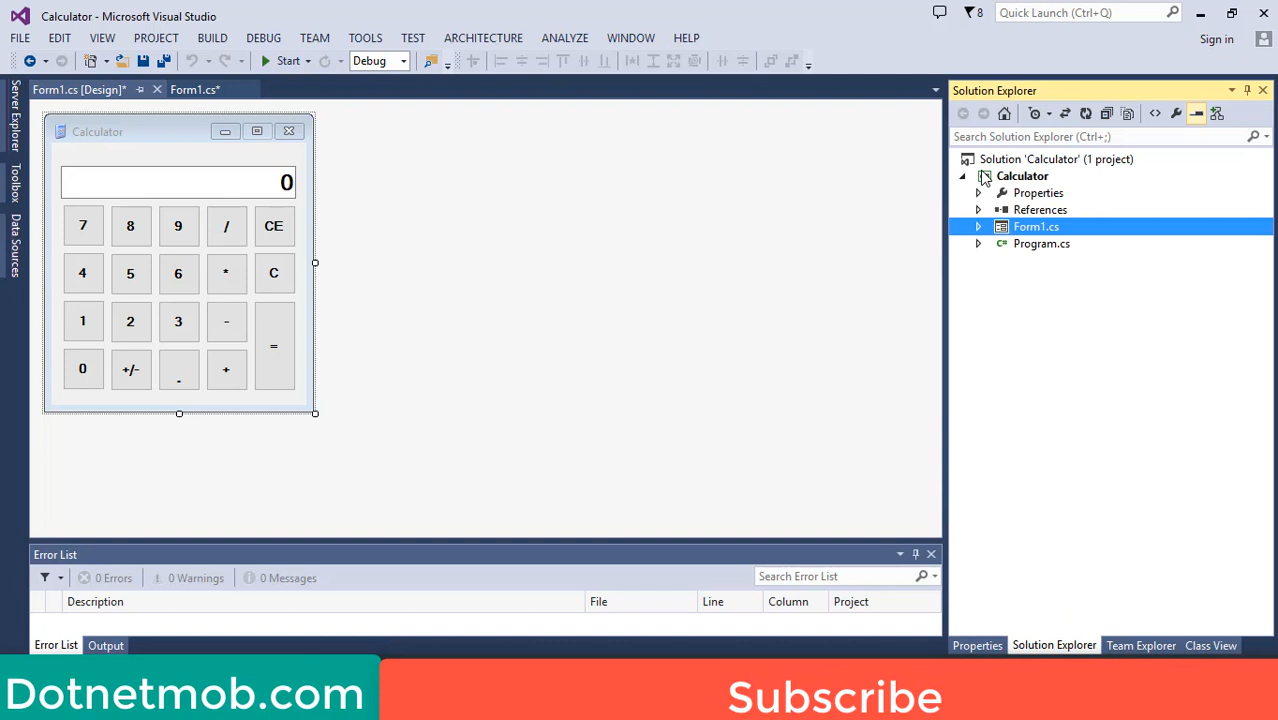 Calculator - Microsoft Visual Studio
8
Quick Launch (Ctrl+Q)
FILE EDIT VIEW PROJECT BUILD DEBUG TEAM TOOLS TEST ARCHITECTURE ANALYZE WINDOW HELP
Sign in
Start Debug
Server Explorer
Toolbox
Data Sources
Form1.cs [Design]* Form1.cs*
Calculator
0
7 8 9 / CE
4 5 6 * C
1 2 3 -
=
0 +/- . +
Solution Explorer
Search Solution Explorer (Ctrl+;)
Solution 'Calculator' (1 project)
Calculator
Properties
References
Form1.cs
C# Program.cs
Error List
0 Errors 0 Warnings 0 Messages
Search Error List
Description File Line Column Project
Error List Output
Properties Solution Explorer Team Explorer Class View
Dotnetmob.com
Subscribe